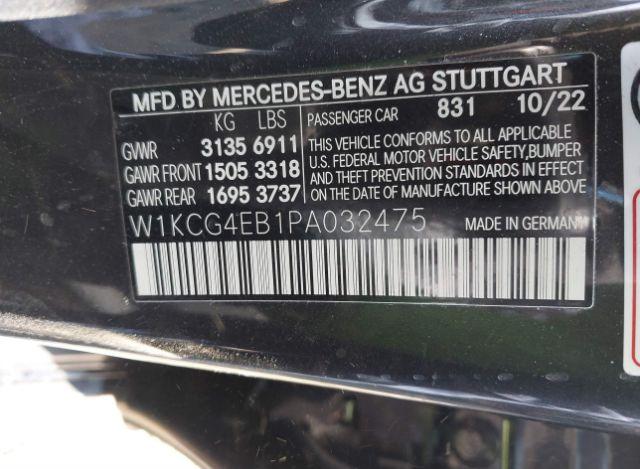 MFD BY MERCEDES-BENZ AG STUTTGART
KG LBS PASSENGER CAR 831 10/22
GVWR 3135 6911
GAWR FRONT 1505 3318
GAWR REAR 1695 3737
THIS VEHICLE CONFORMS TO ALL APPLICABLE
U.S. FEDERAL MOTOR VEHICLE SAFETY,BUMPER
AND THEFT PREVENTION STANDARDS IN EFFECT
ON THE DATE OF MANUFACTURE SHOWN ABOVE
W1KCG4EB1PA032475 MADE IN GERMANY